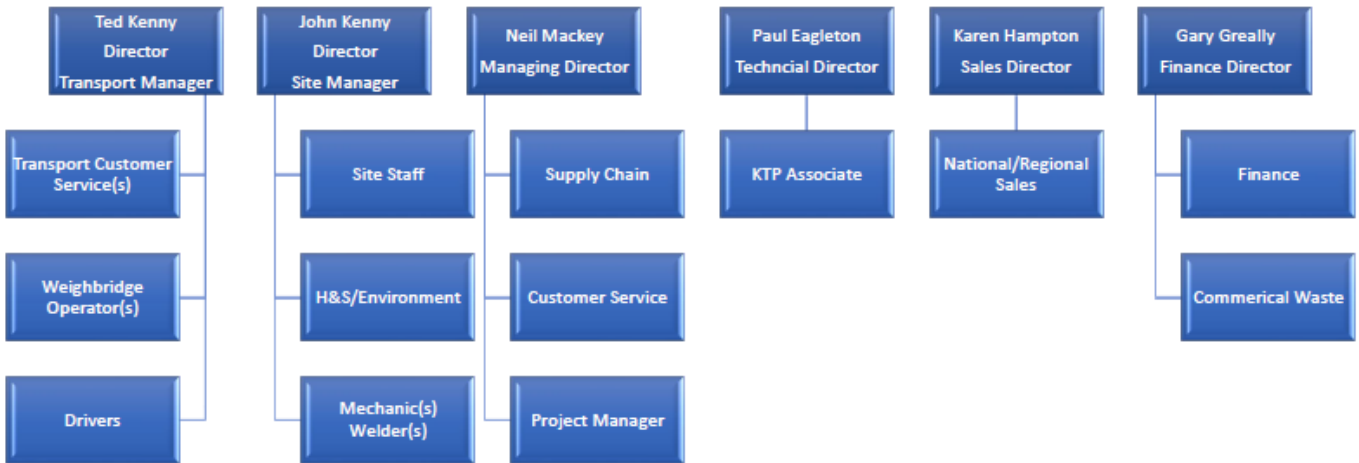 Ted Kenny
Director
Transport Manager
John Kenny
Director
Site Manager
Neil Mackey
Managing Director
Paul Eagleton
Techncial Director
Karen Hampton
Sales Director
Gary Greally
Finance Director
Transport Customer
Service(s)
Site Staff
Supply Chain
KTP Associate
National/Regional
Sales
Finance
Weighbridge
Operator(s)
H&S/Environment
Customer Service
Commerical Waste
Drivers
Mechanic(s)
Welder(s)
Project Manager